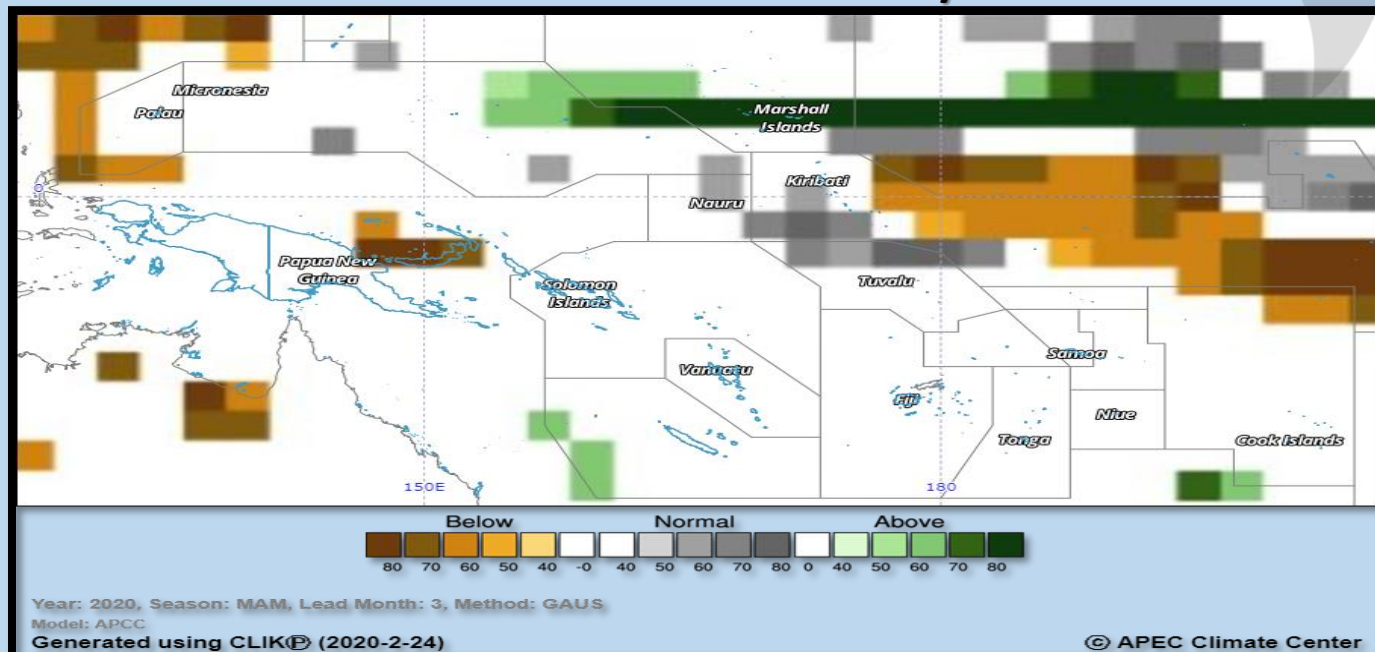 Micronesia
Palau
Marshall
Islands
0
Kiribati
Nauru
Papua New
Guinea
Solomon
Islands
Tuvalu
Samoa
Vanuatu
Fiji
Niue
Tonga
Cook Islands
150E 180
Below Normal Above
80 70 60 50 40 -0 40 50 60 70 80 0 40 50 60 70 80
Year: 2020, Season: MAM, Lead Month: 3, Method: GAUS
Model: APCC
Generated using CLIKⓅ (2020-2-24) © APEC Climate Center